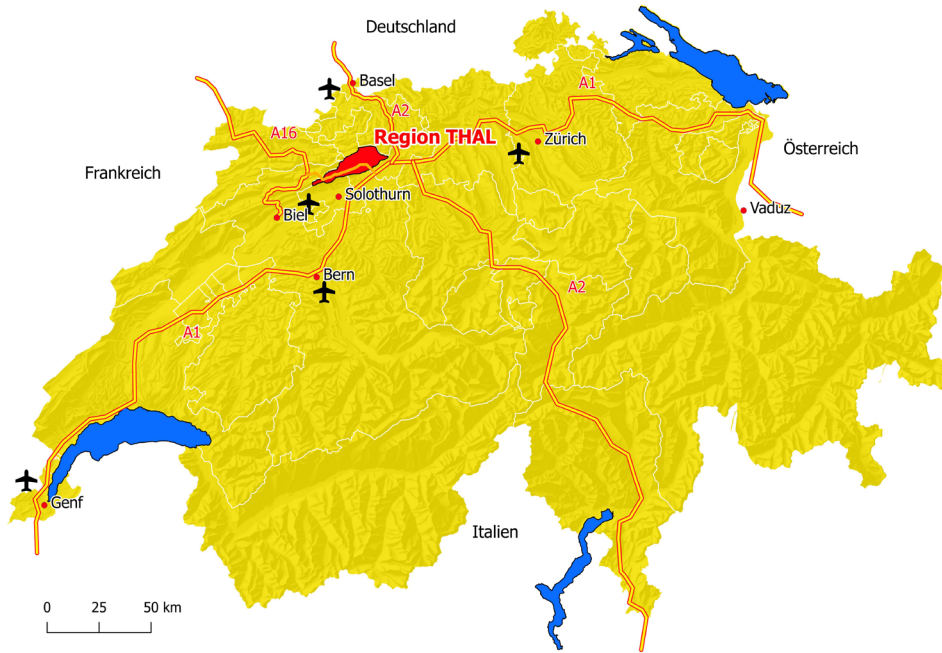 Deutschland
Basel
A1
A2
A16
Region THAL
Zürich
Österreich
Frankreich
Solothurn
Biel
Vaduz
Bern
A2
A1
Genf
Italien
0 25 50 km